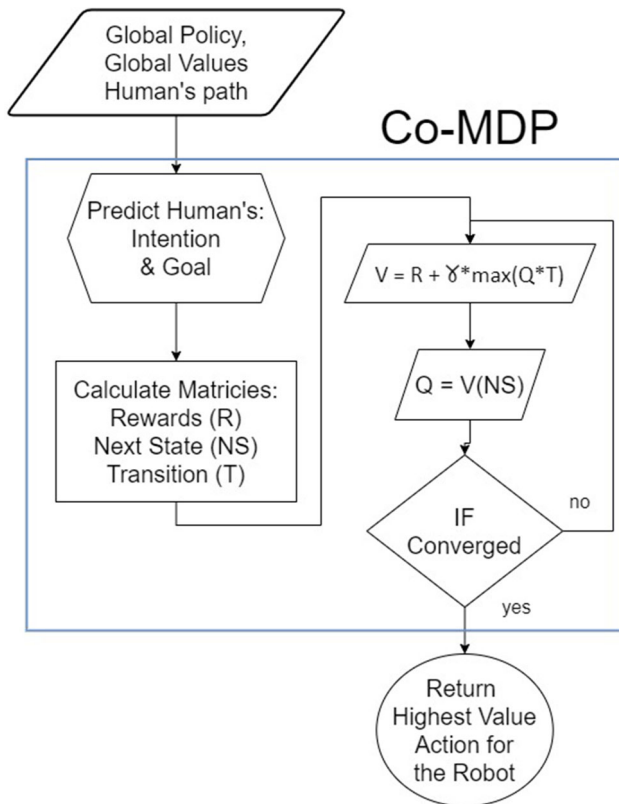 Global Policy,
Global Values
Human's path
Co-MDP
Predict Human's:
Intention
& Goal
Calculate Matricies:
Rewards (R)
Next State (NS)
Transition (T)
V = R + Ɣ*max(Q*T)
Q = V(NS)
IF
Converged
no
yes
Return
Highest Value
Action for
the Robot